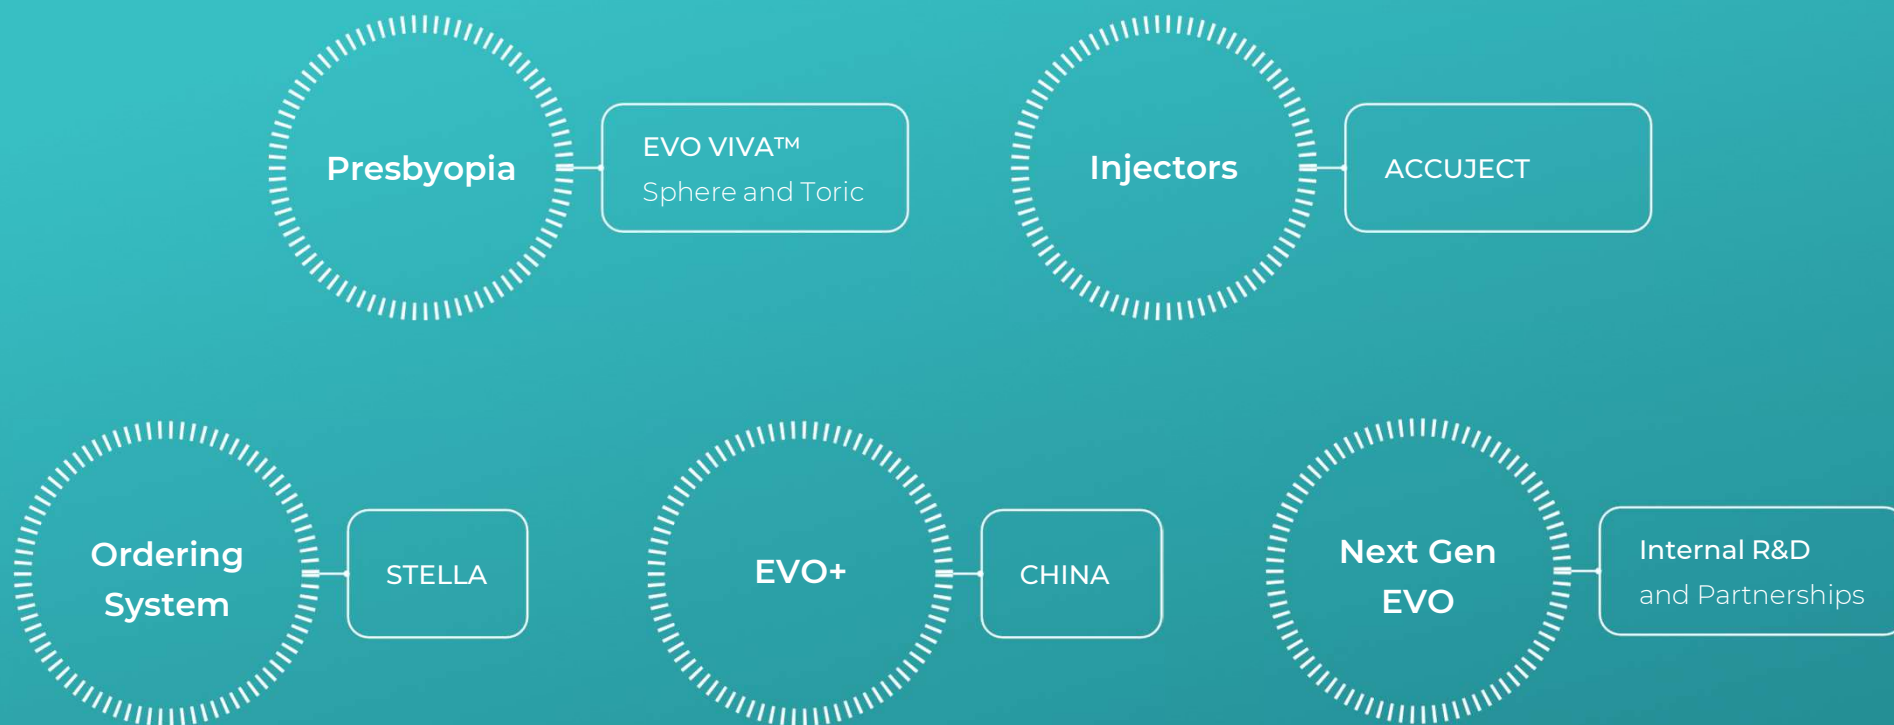 Presbyopia
EVO VIVA™
Sphere and Toric
Injectors
ACCUJECT
Ordering
System
STELLA
EVO+
CHINA
Next Gen
EVO
Internal R&D
and Partnerships